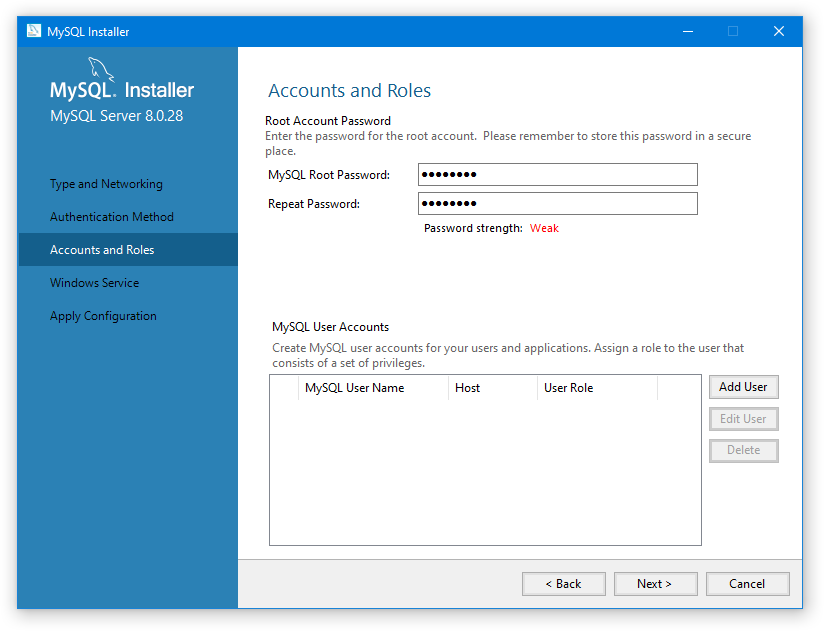 MySQL Installer
MySQL® Installer
MySQL Server 8.0.28
Type and Networking
Authentication Method
Accounts and Roles
Windows Service
Apply Configuration
Accounts and Roles
Root Account Password
Enter the password for the root account. Please remember to store this password in a secure
place.
MySQL Root Password: ●●●●●●●●
Repeat Password: ●●●●●●●●
Password strength: Weak
MySQL User Accounts
Create MySQL user accounts for your users and applications. Assign a role to the user that
consists of a set of privileges.
MySQL User Name Host User Role
Add User
Edit User
Delete
< Back Next > Cancel